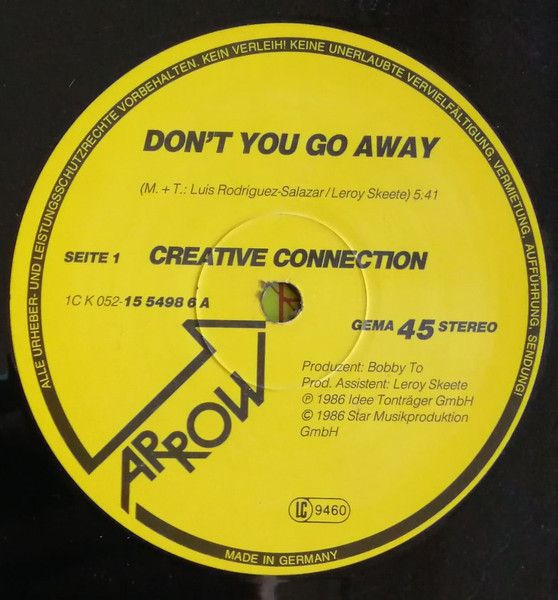 ALLE URHEBER- UND LEISTUNGSSCHUTZRECHTE VORBEHALTEN. KEIN VERLEIH! KEINE UNERLAUBTE VERVIELFÄLTIGUNG, VERMIETUNG, AUFFÜHRUNG, SENDUNG!
DON'T YOU GO AWAY
(M. + T.: Luis Rodríguez-Salazar/Leroy Skeete) 5:41
SEITE 1 CREATIVE CONNECTION
1C K 052-15 5498 6 A
GEMA 45 STEREO
Produzent: Bobby To
Prod. Assistent: Leroy Skeete
℗ 1986 Idee Tonträger GmbH
© 1986 Star Musikproduktion
GmbH
ARROW
LC 9460
MADE IN GERMANY